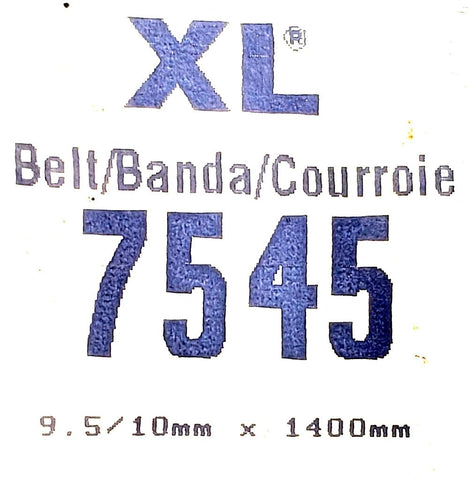 XL®
Belt/Banda/Courroie
7545
9.5/10mm x 1400mm